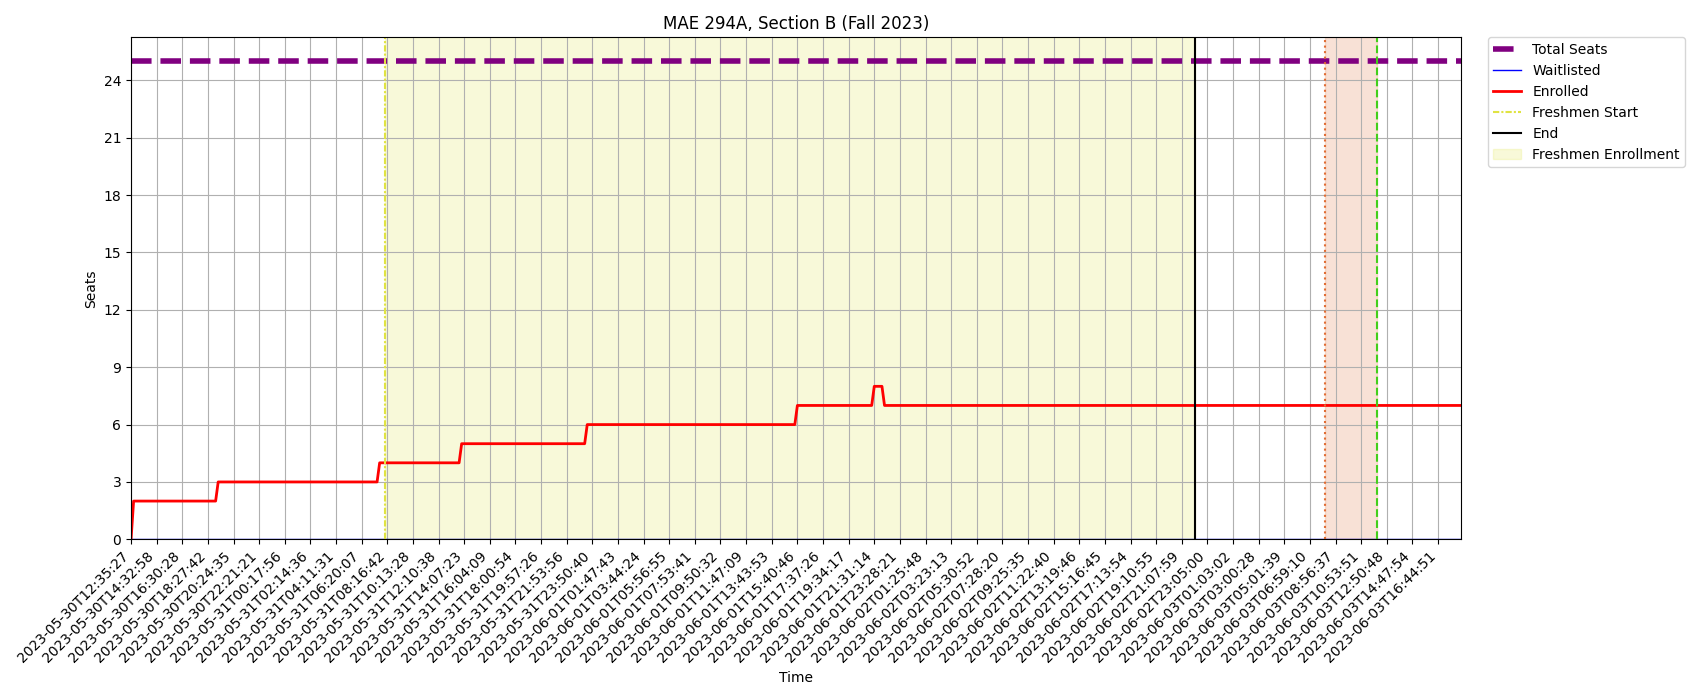 MAE 294A, Section B (Fall 2023)
Total Seats
Waitlisted
Enrolled
Freshmen Start
End
Freshmen Enrollment
Seats
24
21
18
15
12
9
6
3
0
2023-05-30T12:35:27
2023-05-30T14:32:58
2023-05-30T16:30:28
2023-05-30T18:27:42
2023-05-30T20:24:35
2023-05-30T22:21:21
2023-05-31T00:17:56
2023-05-31T02:14:36
2023-05-31T04:11:31
2023-05-31T06:20:07
2023-05-31T08:16:42
2023-05-31T10:13:28
2023-05-31T12:10:38
2023-05-31T14:07:23
2023-05-31T16:04:09
2023-05-31T18:00:54
2023-05-31T19:57:26
2023-05-31T21:53:56
2023-05-31T23:50:40
2023-06-01T01:47:43
2023-06-01T03:44:24
2023-06-01T05:56:55
2023-06-01T07:53:41
2023-06-01T09:50:32
2023-06-01T11:47:09
2023-06-01T13:43:53
2023-06-01T15:40:46
2023-06-01T17:37:26
2023-06-01T19:34:17
2023-06-01T21:31:14
2023-06-01T23:28:21
2023-06-02T01:25:48
2023-06-02T03:23:13
2023-06-02T05:30:52
2023-06-02T07:28:20
2023-06-02T09:25:35
2023-06-02T11:22:40
2023-06-02T13:19:46
2023-06-02T15:16:45
2023-06-02T17:13:54
2023-06-02T19:10:55
2023-06-02T21:07:59
2023-06-02T23:05:00
2023-06-03T01:03:02
2023-06-03T03:00:28
2023-06-03T05:01:39
2023-06-03T06:59:10
2023-06-03T08:56:37
2023-06-03T10:53:51
2023-06-03T12:50:48
2023-06-03T14:47:54
2023-06-03T16:44:51
Time